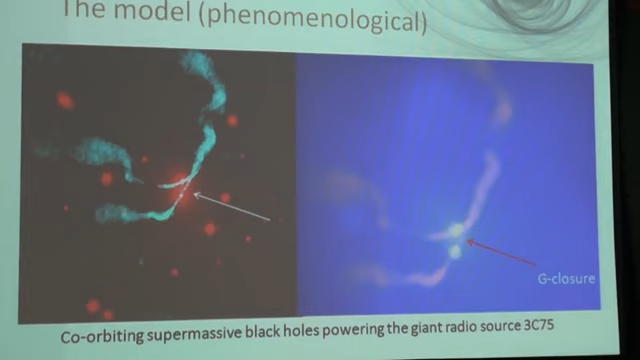 The model (phenomenological)
G-closure
Co-orbiting supermassive black holes powering the giant radio source 3C75